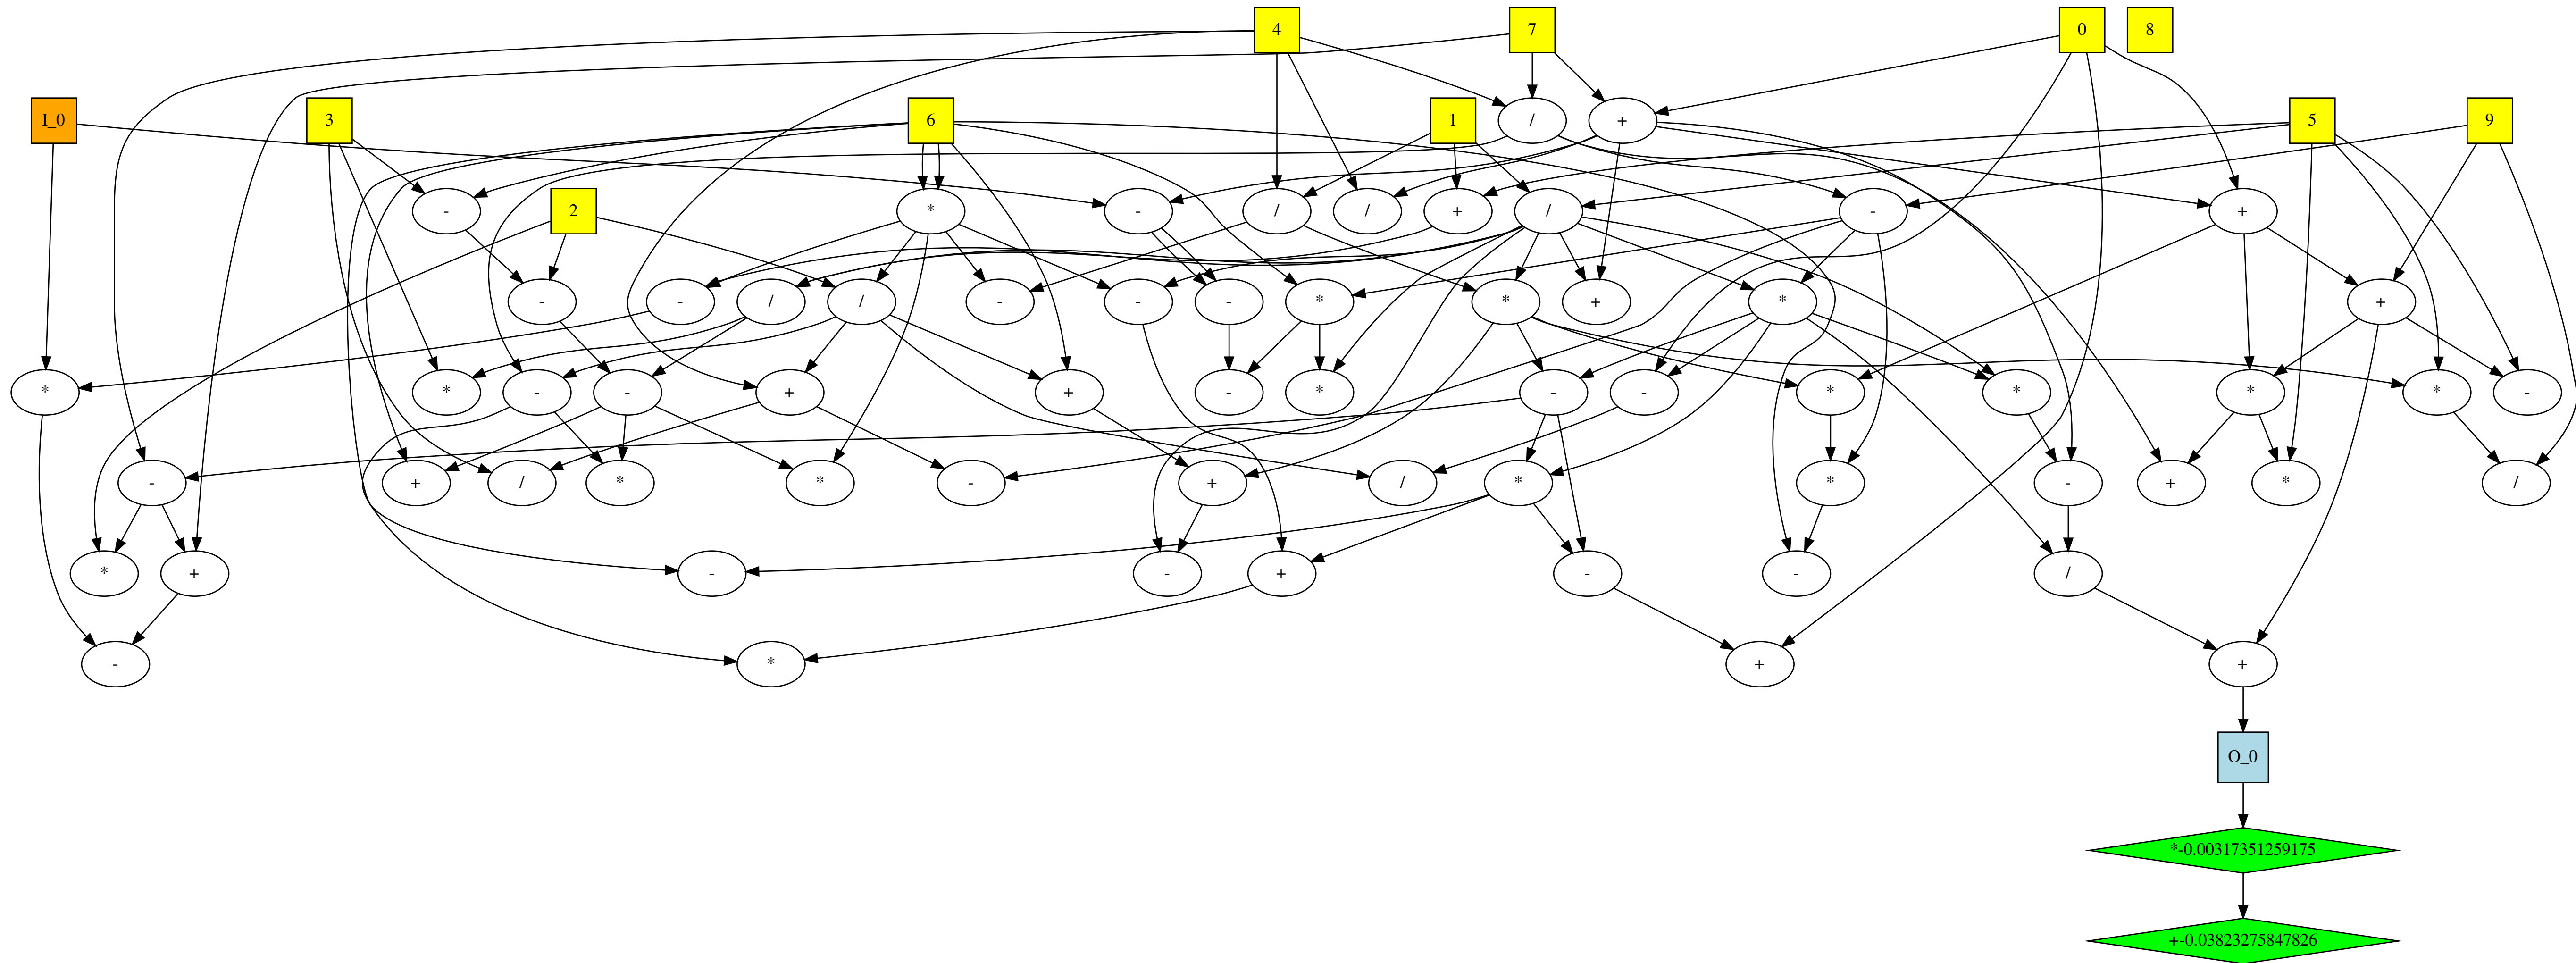 4 7 0 8
I_0 3 6 1 / + 5 9
- 2 * - / / + / - +
- - / / - - - * * + * +
* * - - + + - * - - * * * * -
- + / * * - + / * * - + * /
* + - - + - - /
- * + +
O_0
*-0.00317351259175
+-0.03823275847826